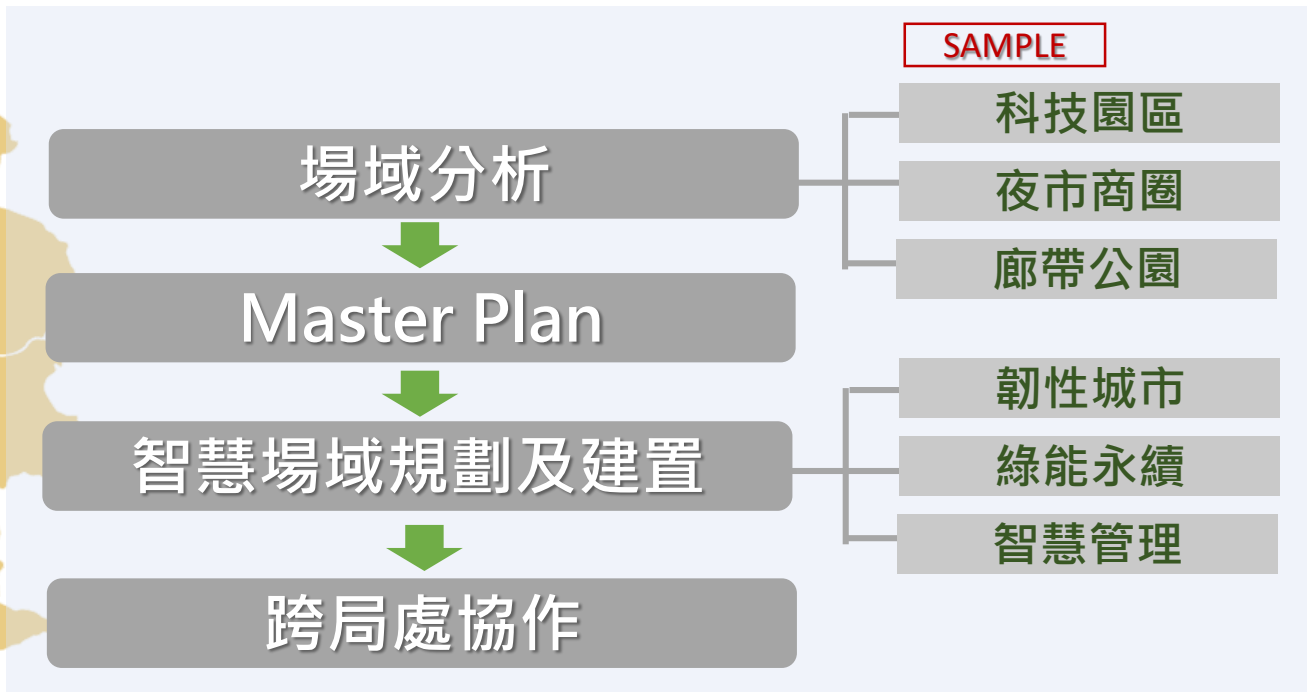 SAMPLE
場域分析
科技園區
夜市商圈
廊帶公園
Master Plan
智慧場域規劃及建置
韌性城市
綠能永續
智慧管理
跨局處協作